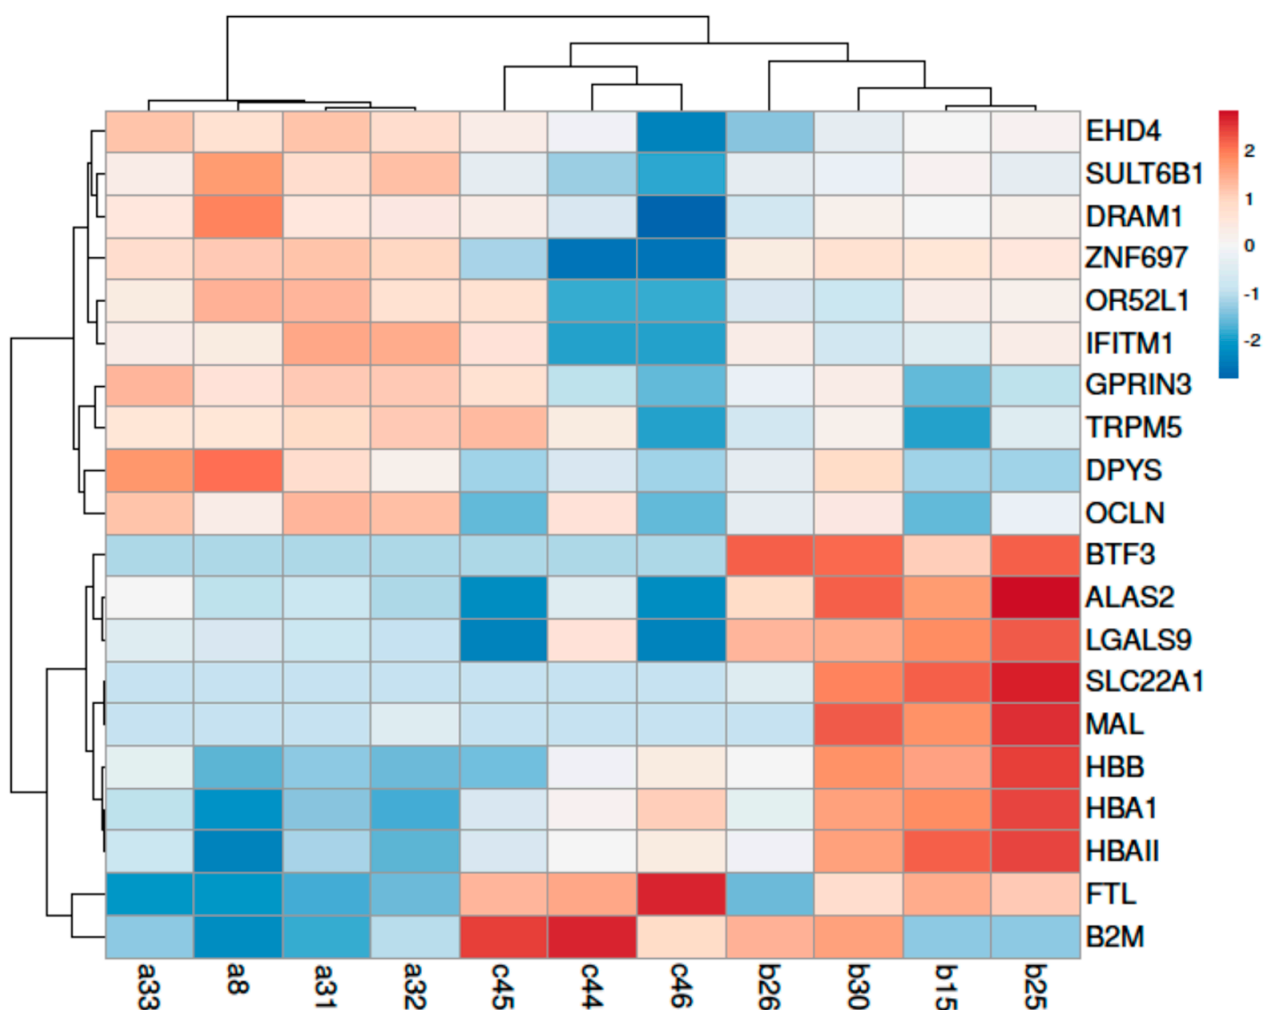 EHD4
SULT6B1
DRAM1
ZNF697
OR52L1
IFITM1
GPRIN3
TRPM5
DPYS
OCLN
BTF3
ALAS2
LGALS9
SLC22A1
MAL
HBB
HBA1
HBAII
FTL
B2M
2
1
0
-1
-2
a33 a8 a31 a32 c45 c44 c46 b26 b30 b15 b25